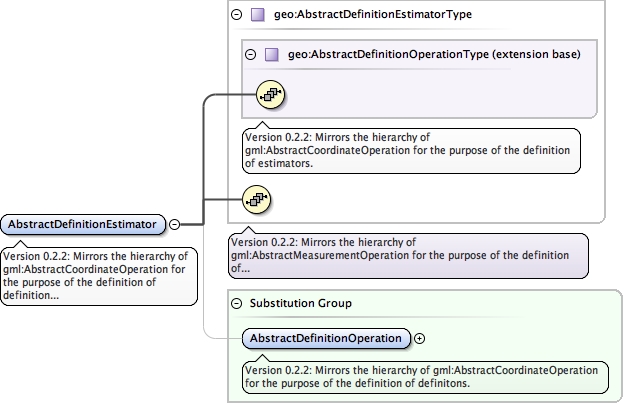 geo:AbstractDefinitionEstimatorType
geo:AbstractDefinitionOperationType (extension base)
Version 0.2.2: Mirrors the hierarchy of
gml:AbstractCoordinateOperation for the purpose of the definition
of estimators.
AbstractDefinitionEstimator
Version 0.2.2: Mirrors the hierarchy of
gml:AbstractCoordinateOperation for
the purpose of the definition of
definition...
Version 0.2.2: Mirrors the hierarchy of
gml:AbstractMeasurementOperation for the purpose of the definition
of...
Substitution Group
AbstractDefinitionOperation
Version 0.2.2: Mirrors the hierarchy of gml:AbstractCoordinateOperation
for the purpose of the definition of definitons.